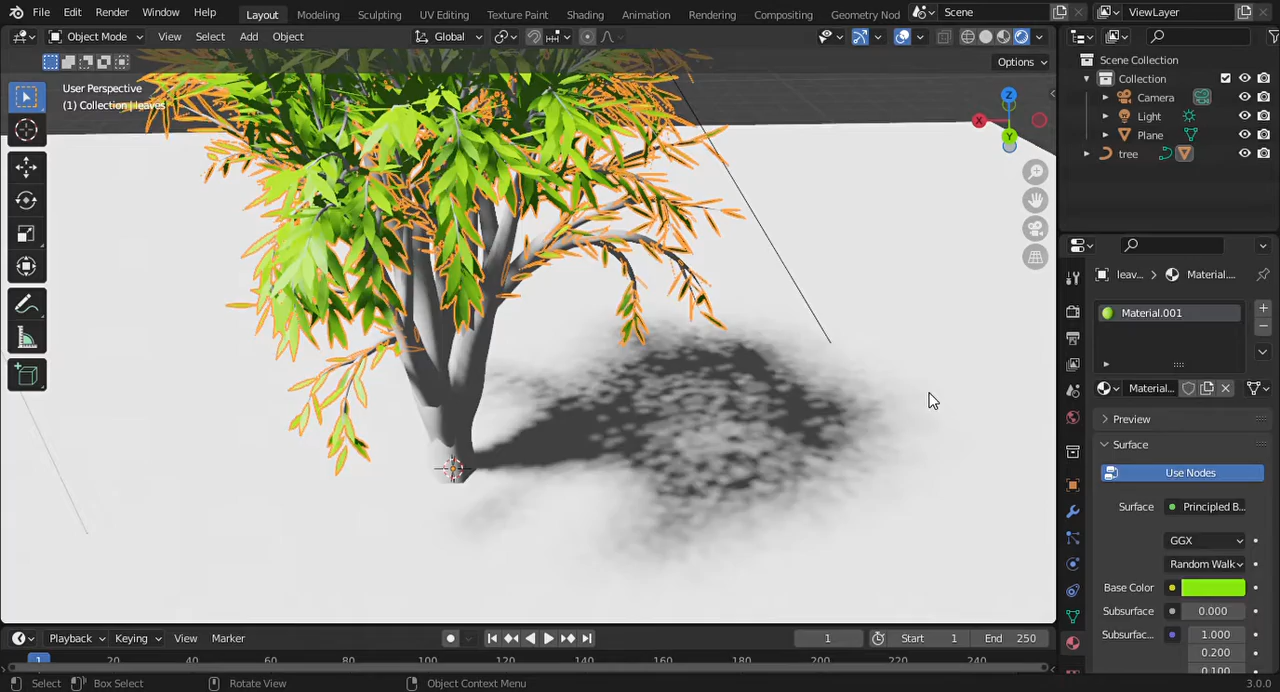 File Edit Render Window Help Layout Modeling Sculpting UV Editing Texture Paint Shading Animation Rendering Compositing Geometry Nod Scene ViewLayer
Object Mode View Select Add Object Global
Options
User Perspective
(1) Collection | leaves
X Y Z
Scene Collection
Collection
Camera
Light
Plane
tree
leav... Material....
Material.001
Material...
Preview
Surface
Use Nodes
Surface Principled B...
GGX
Random Walk
Base Color
Subsurface 0.000
Subsurfac... 1.000
0.200
0.100
Playback Keying View Marker 1 Start 1 End 250
1 20 40 60 80 100 120 140 160 180 200 220 240
Select Box Select Rotate View Object Context Menu 3.0.0